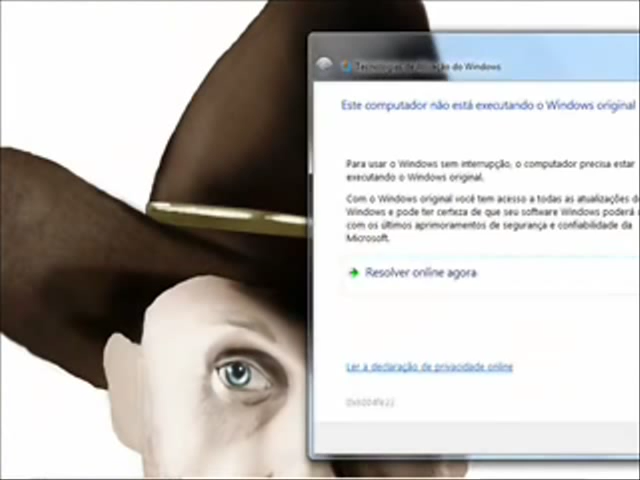 Tecnologias de Ativação do Windows
Este computador não está executando o Windows original
Para usar o Windows sem interrupção, o computador precisa estar
executando o Windows original.
Com o Windows original você tem acesso a todas as atualizações d
Windows e pode ter certeza de que seu software Windows poderá
com os últimos aprimoramentos de segurança e confiabilidade da
Microsoft.
Resolver online agora
Ler a declaração de privacidade online